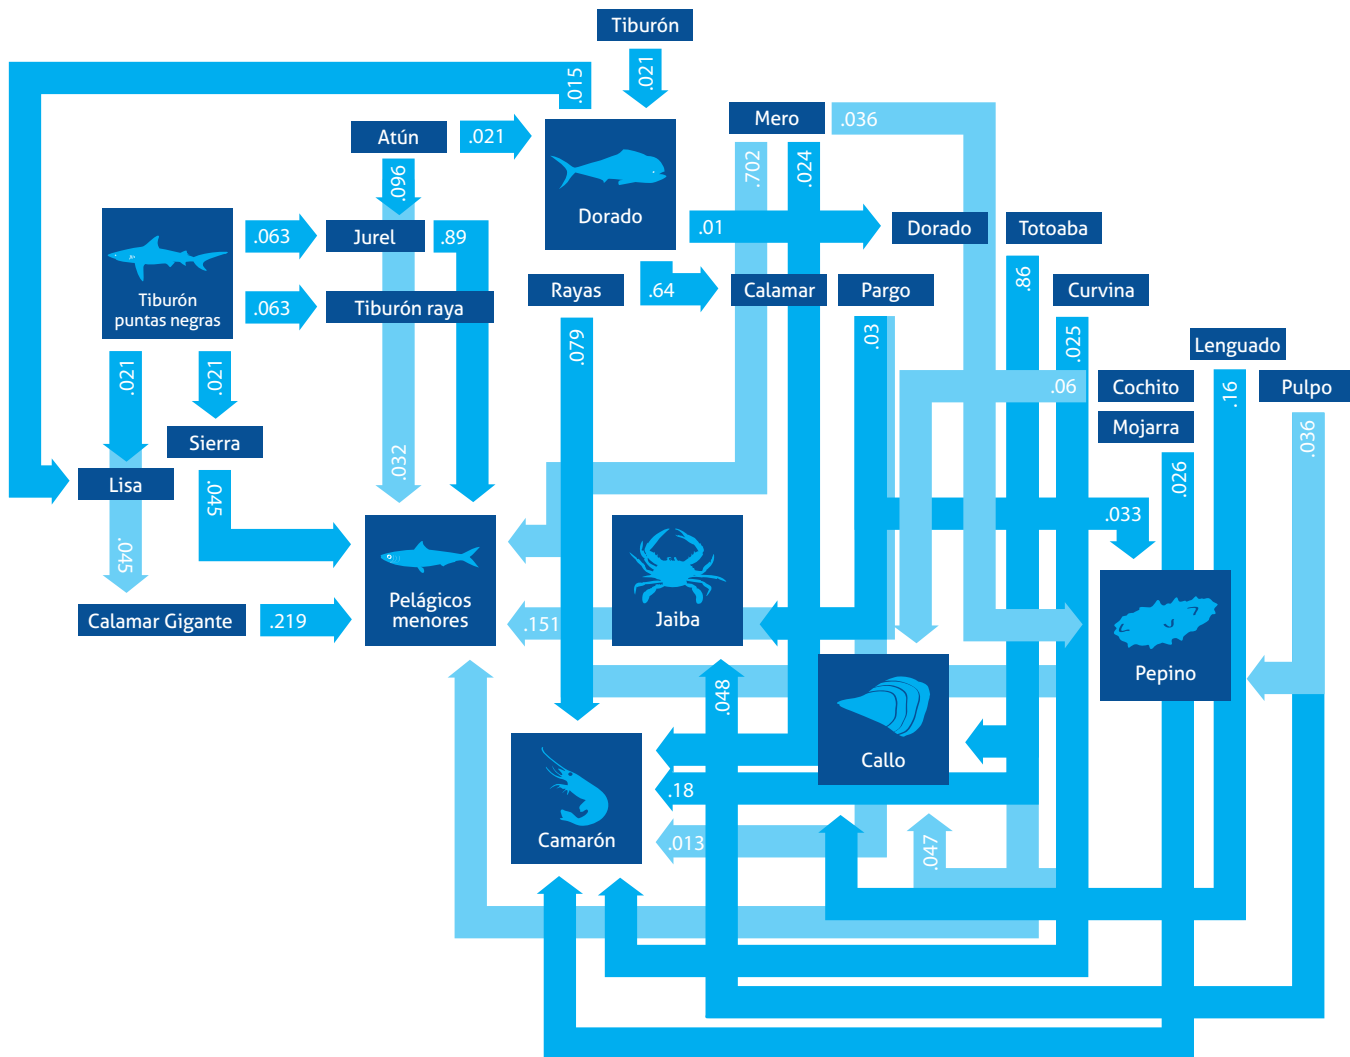 Tiburón
.015
.021
Atún
.021
Mero
.036
.096
.702
.024
Dorado
.063
Jurel
.89
.01
Dorado
Totoaba
Tiburón
puntas negras
.063
Tiburón raya
Rayas
.64
Calamar
Pargo
.86
Curvina
.079
.03
.025
Lenguado
.021
.021
.06
Cochito
.16
Pulpo
Sierra
Mojarra
.036
Lisa
.032
.045
.026
.033
.045
Pelágicos
menores
Calamar Gigante
.219
.151
Jaiba
Pepino
.048
Callo
.18
Camarón
.013
.047